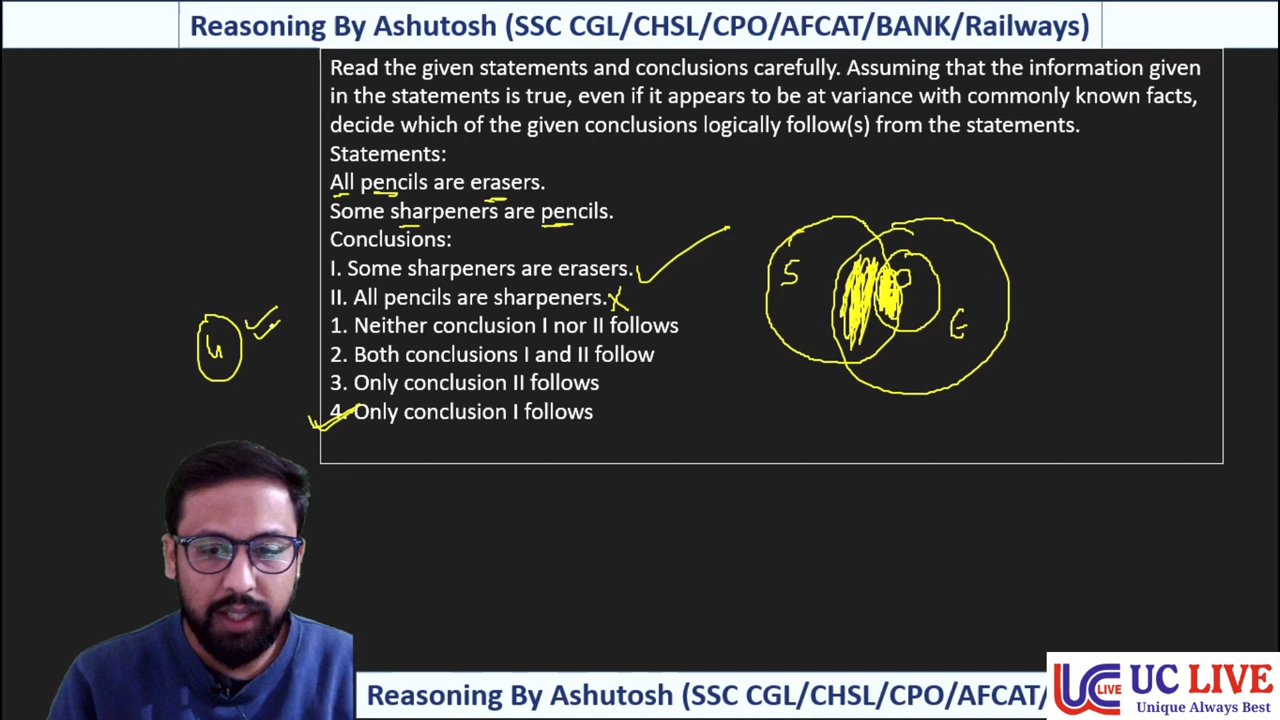 Reasoning By Ashutosh (SSC CGL/CHSL/CPO/AFCAT/BANK/Railways)
Read the given statements and conclusions carefully. Assuming that the information given
in the statements is true, even if it appears to be at variance with commonly known facts,
decide which of the given conclusions logically follow(s) from the statements.
Statements:
All pencils are erasers.
Some sharpeners are pencils.
Conclusions:
I. Some sharpeners are erasers.
II. All pencils are sharpeners.
1. Neither conclusion I nor II follows
2. Both conclusions I and II follow
3. Only conclusion II follows
4. Only conclusion I follows
S
P
E
4
Reasoning By Ashutosh (SSC CGL/CHSL/CPO/AFCAT/
UC LIVE UC LIVE
Unique Always Best